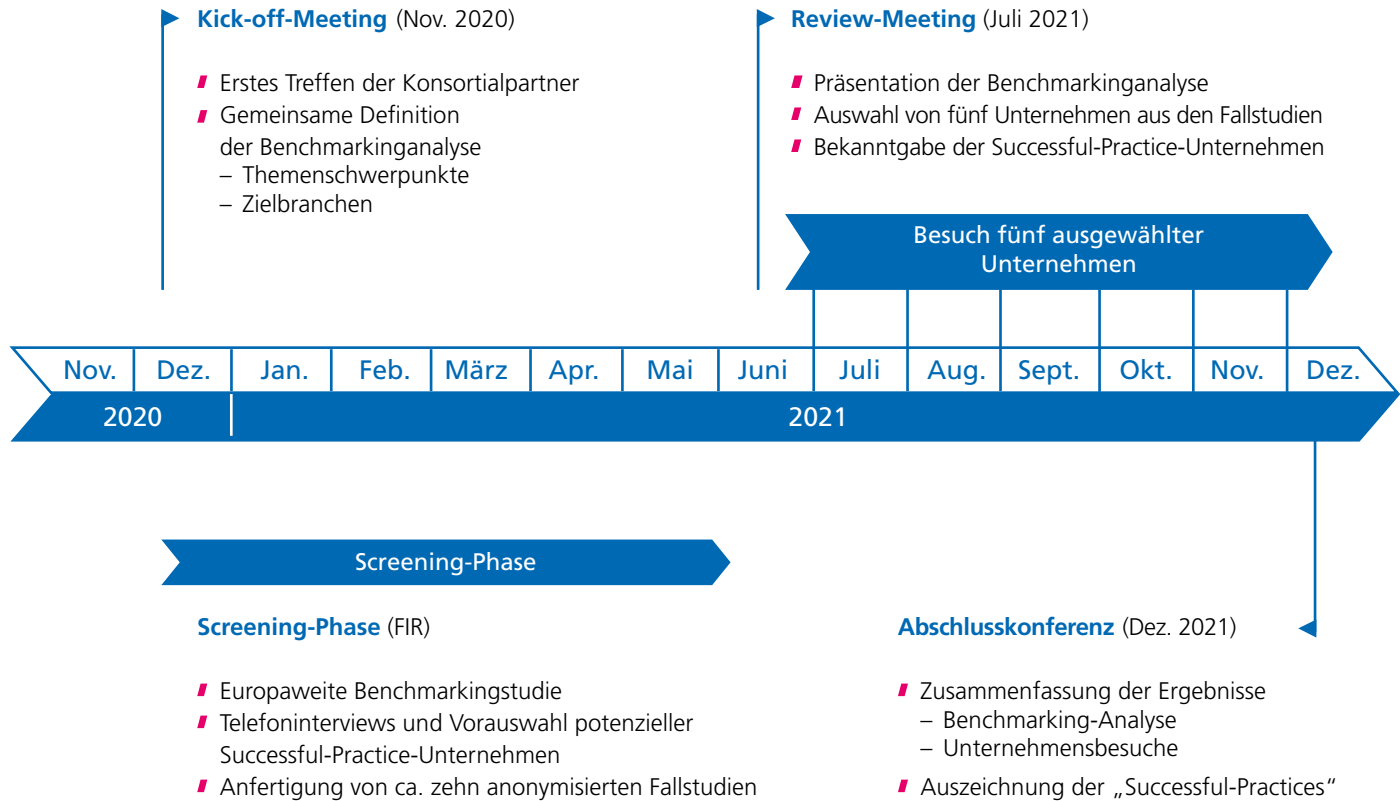 Kick-off-Meeting (Nov. 2020)
Erstes Treffen der Konsortialpartner
Gemeinsame Definition
der Benchmarkinganalyse
– Themenschwerpunkte
– Zielbranchen
Review-Meeting (Juli 2021)
Präsentation der Benchmarkinganalyse
Auswahl von fünf Unternehmen aus den Fallstudien
Bekanntgabe der Successful-Practice-Unternehmen
Besuch fünf ausgewählter
Unternehmen
Nov. Dez. Jan. Feb. März Apr. Mai Juni Juli Aug. Sept. Okt. Nov. Dez.
2020 2021
Screening-Phase
Screening-Phase (FIR)
Europaweite Benchmarkingstudie
Telefoninterviews und Vorauswahl potenzieller
Successful-Practice-Unternehmen
Anfertigung von ca. zehn anonymisierten Fallstudien
Abschlusskonferenz (Dez. 2021)
Zusammenfassung der Ergebnisse
– Benchmarking-Analyse
– Unternehmensbesuche
Auszeichnung der „Successful-Practices“